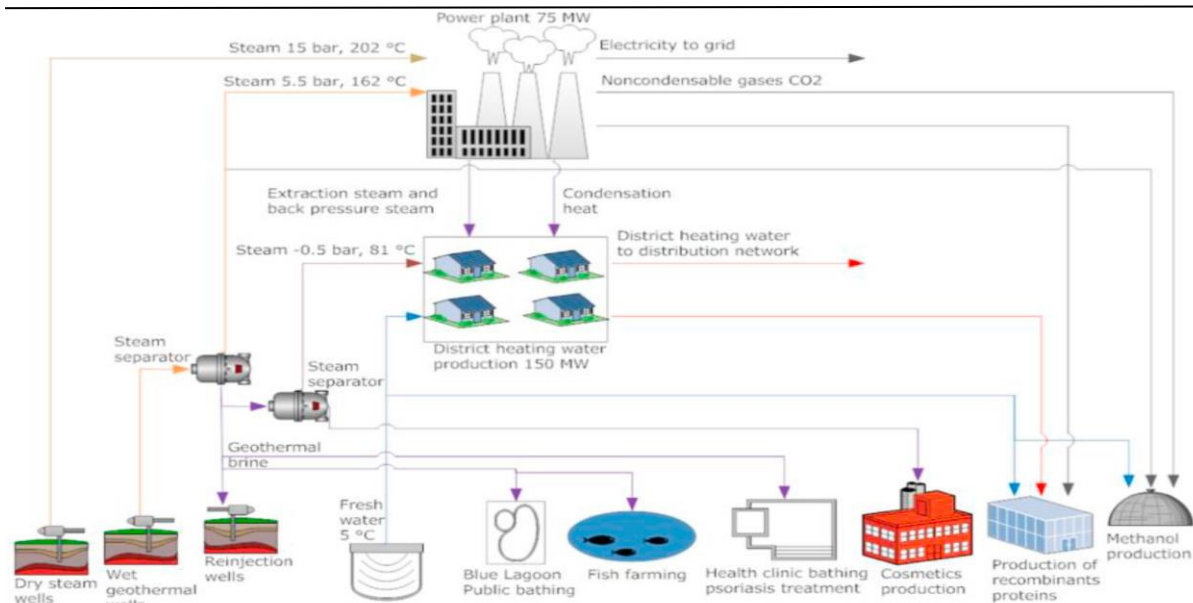 Power plant 75 MW
Steam 15 bar, 202 °C
Electricity to grid
Steam 5.5 bar, 162 °C
Noncondensable gases CO2
Extraction steam and
back pressure steam
Condensation
heat
Steam -0.5 bar, 81 °C
District heating water
to distribution network
Steam
separator
District heating water
production 150 MW
Steam
separator
Geothermal
brine
Fresh
water
5 °C
Dry steam
wells
Wet
geothermal
wells
Reinjection
wells
Blue Lagoon
Public bathing
Fish farming
Health clinic bathing
psoriasis treatment
Cosmetics
production
Production of
recombinants
proteins
Methanol
production